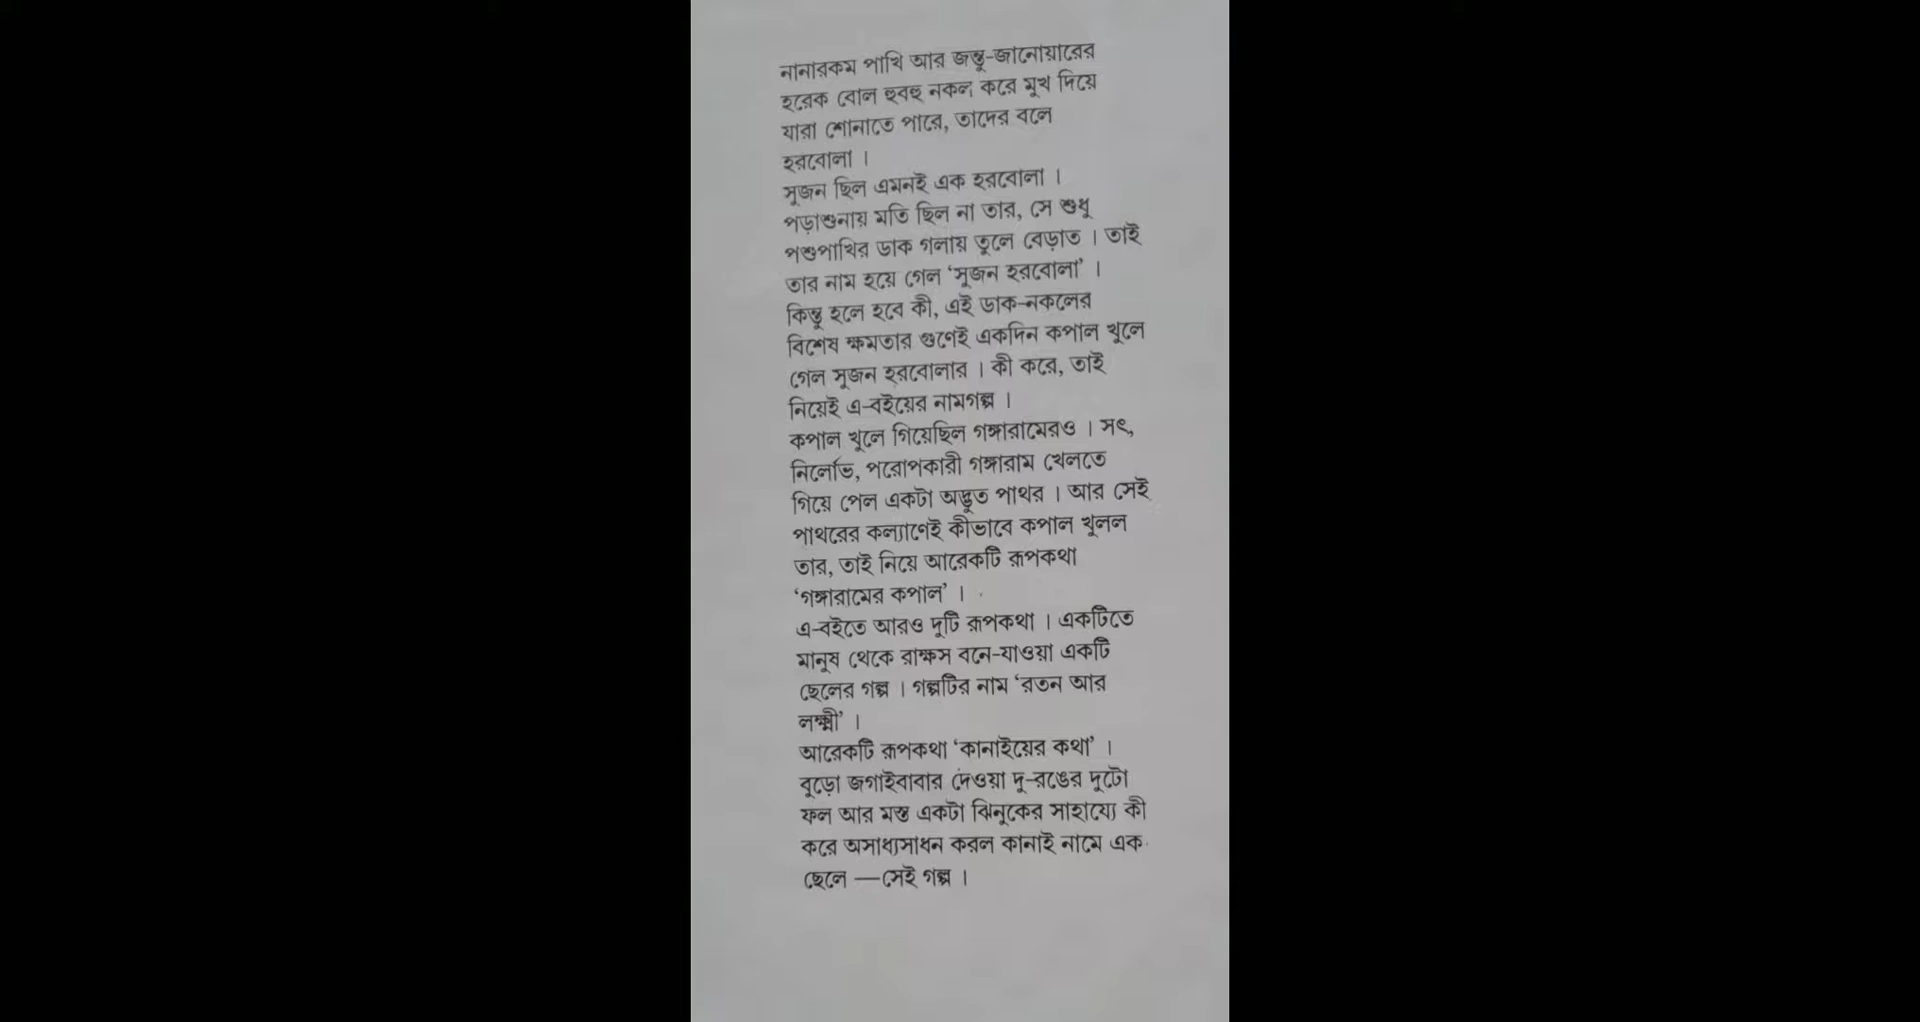 নানারকম পাখি আর জন্তু-জানোয়ারের
হরেক বোল হুবহু নকল করে মুখ দিয়ে
যারা শোনাতে পারে, তাদের বলে
হরবোলা ।
সুজন ছিল এমনই এক হরবোলা ।
পড়াশুনায় মতি ছিল না তার, সে শুধু
পশুপাখির ডাক গলায় তুলে বেড়াত । তাই
তার নাম হয়ে গেল ‘সুজন হরবোলা’ ।
কিন্তু হলে হবে কী, এই ডাক-নকলের
বিশেষ ক্ষমতার গুণেই একদিন কপাল খুলে
গেল সুজন হরবোলার । কী করে, তাই
নিয়েই এ-বইয়ের নামগল্প ।
কপাল খুলে গিয়েছিল গঙ্গারামেরও । সৎ,
নির্লোভ, পরোপকারী গঙ্গারাম খেলতে
গিয়ে পেল একটা অদ্ভুত পাথর । আর সেই
পাথরের কল্যাণেই কীভাবে কপাল খুলল
তার, তাই নিয়ে আরেকটি রূপকথা
‘গঙ্গারামের কপাল’ ।
এ-বইতে আরও দুটি রূপকথা । একটিতে
মানুষ থেকে রাক্ষস বনে-যাওয়া একটি
ছেলের গল্প । গল্পটির নাম ‘রতন আর
লক্ষ্মী’ ।
আরেকটি রূপকথা ‘কানাইয়ের কথা’ ।
বুড়ো জগাইবাবার দেওয়া দু-রঙের দুটো
ফল আর মস্ত একটা ঝিনুকের সাহায্যে কী
করে অসাধ্যসাধন করল কানাই নামে এক
ছেলে —সেই গল্প ।